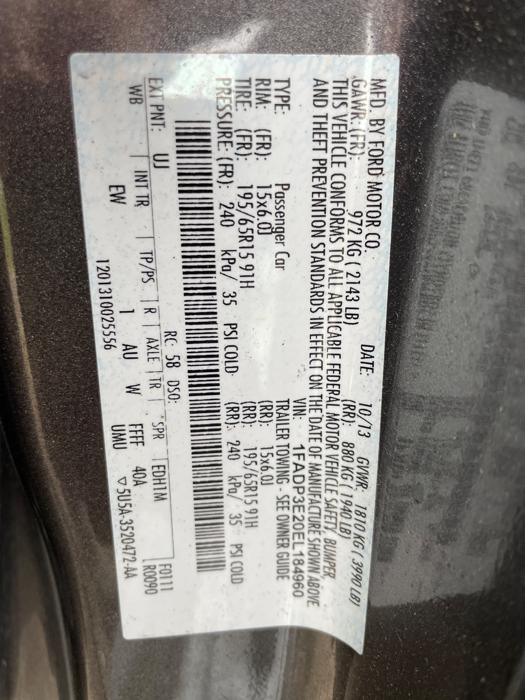 MFD. BY FORD MOTOR CO.
DATE: 10/13 GVWR: 1810 KG ( 3990 LB)
GAWR: (FR): 972 KG ( 2143 LB) (RR): 880 KG ( 1940 LB)
THIS VEHICLE CONFORMS TO ALL APPLICABLE FEDERAL MOTOR VEHICLE SAFETY, BUMPER,
AND THEFT PREVENTION STANDARDS IN EFFECT ON THE DATE OF MANUFACTURE SHOWN ABOVE
VIN: 1FADP3E20EL184960
TYPE: Passenger Car TRAILER TOWING - SEE OWNER GUIDE
RIM: (FR): 15x6.0J (RR): 15x6.0J
TIRE: (FR): 195/65R15 91H (RR): 195/65R15 91H
PRESSURE: (FR): 240 kPa/ 35 PSI COLD (RR): 240 kPa/ 35 PSI COLD
EXT PNT: UJ RC: 58 DSO: F0111
WB INT TR TP/PS R AXLE TR SPR FDHIM R0090
EW 1 AU W FFFF 40A UMU
1201310025556 ▽5U5A-3520472-AA